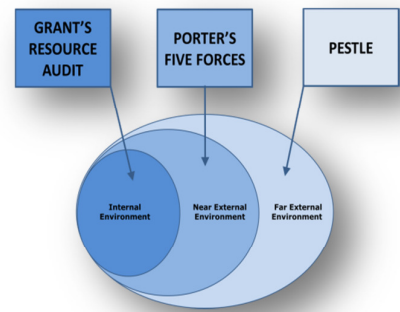 GRANT'S
RESOURCE
AUDIT
PORTER'S
FIVE FORCES
PESTLE
Internal
Environment
Near External
Environment
Far External
Environment